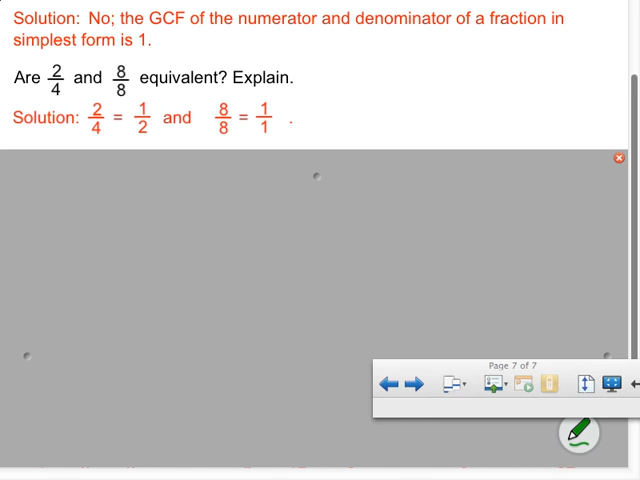 Solution: No; the GCF of the numerator and denominator of a fraction in
simplest form is 1.
Are 2/4 and 8/8 equivalent? Explain.
Solution: 2/4 = 1/2 and 8/8 = 1/1 .
Page 7 of 7